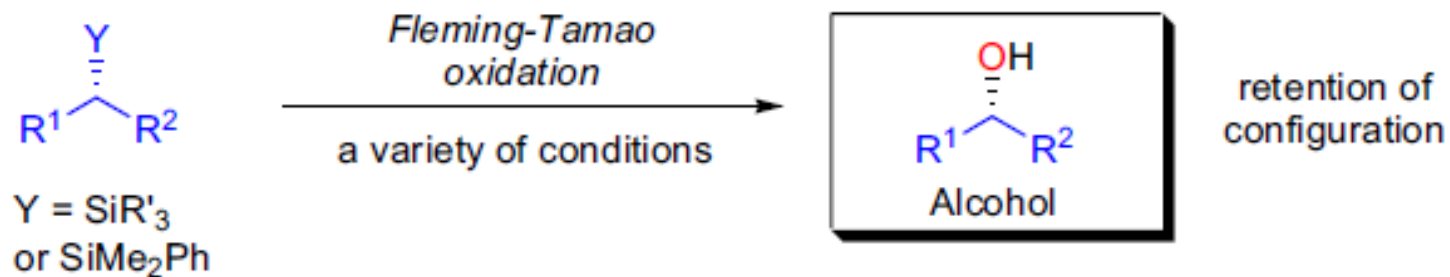 Y
R¹ R²
Y = SiR'₃
or SiMe₂Ph
Fleming-Tamao
oxidation
a variety of conditions
OH
R¹ R²
Alcohol
retention of
configuration